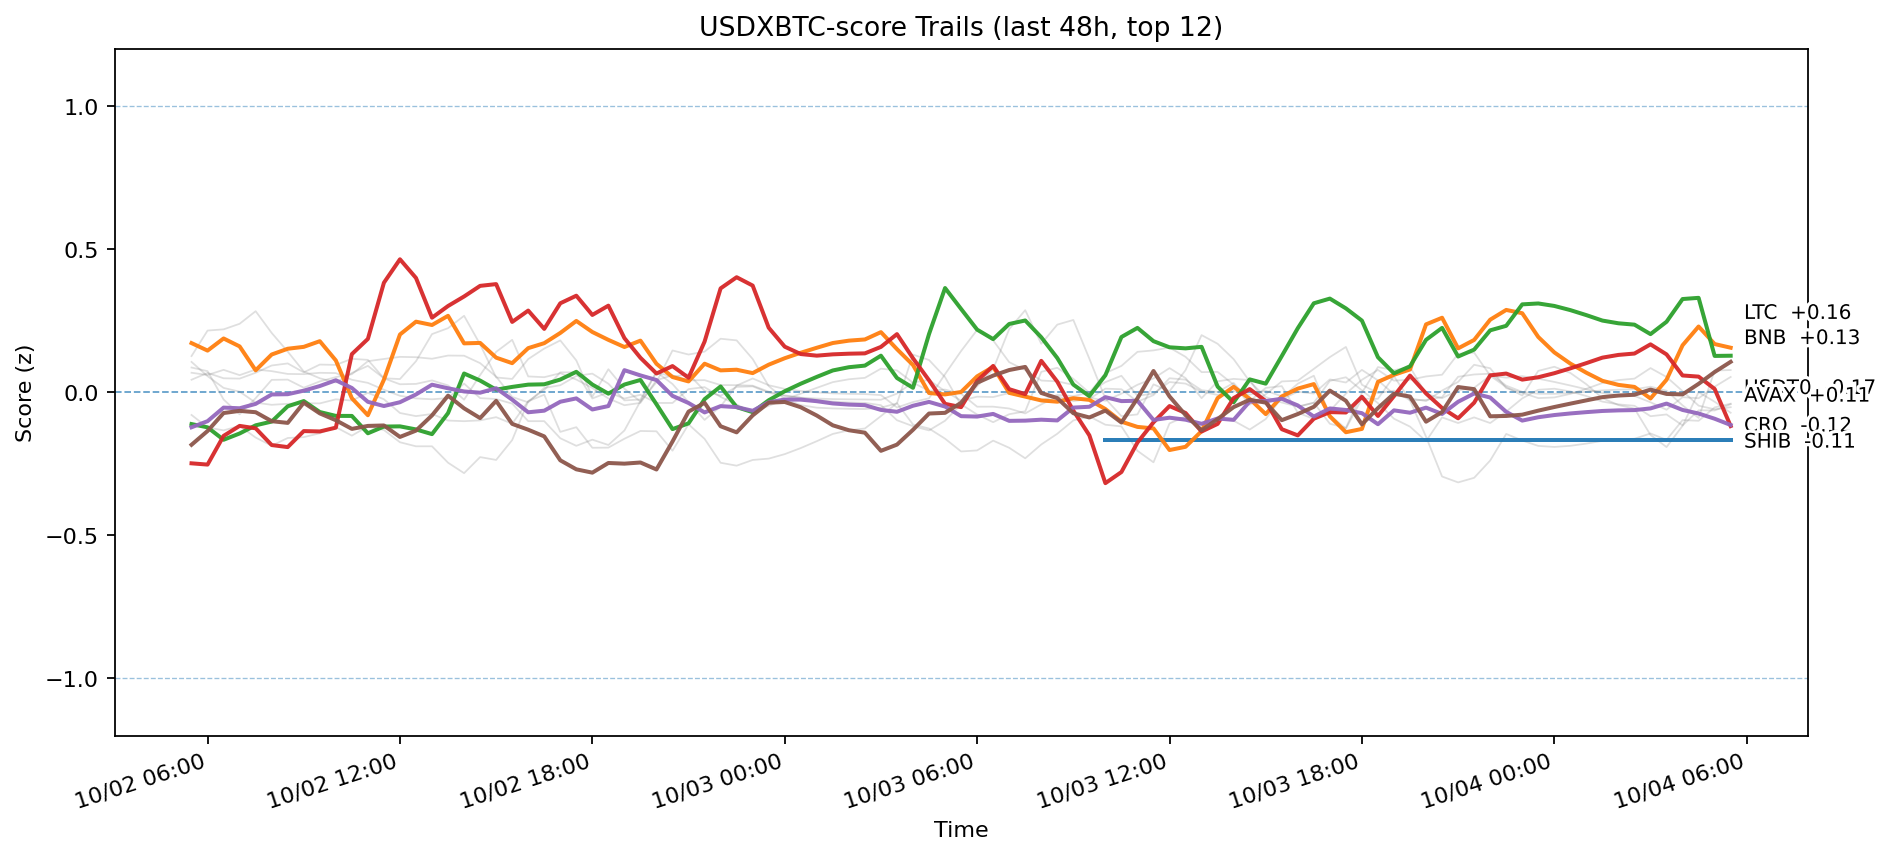 USDXBTC-score Trails (last 48h, top 12)
Score (z)
1.0
0.5
0.0
−0.5
−1.0
LTC +0.16
BNB +0.13
AVAX +0.11
CRO -0.12
SHIB -0.11
10/02 06:00
10/02 12:00
10/02 18:00
10/03 00:00
10/03 06:00
10/03 12:00
10/03 18:00
10/04 00:00
10/04 06:00
Time